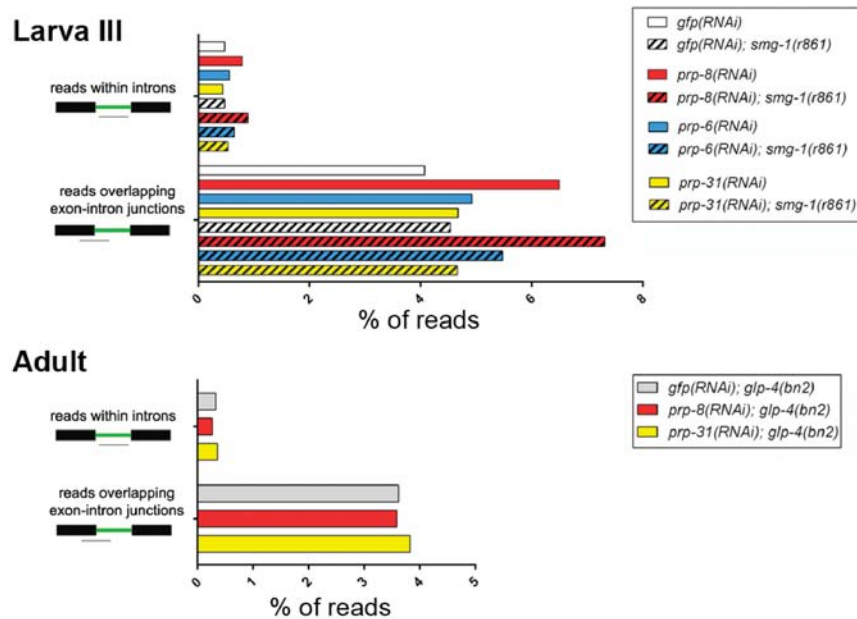 Larva III
reads within introns
reads overlapping
exon-intron junctions
0
2
4
6
8
% of reads
gfp(RNAi)
gfp(RNAi); smg-1(r861)
prp-8(RNAi)
prp-8(RNAi); smg-1(r861)
prp-6(RNAi)
prp-6(RNAi); smg-1(r861)
prp-31(RNAi)
prp-31(RNAi); smg-1(r861)
Adult
reads within introns
reads overlapping
exon-intron junctions
0
1
2
3
4
5
% of reads
gfp(RNAi); glp-4(bn2)
prp-8(RNAi); glp-4(bn2)
prp-31(RNAi); glp-4(bn2)